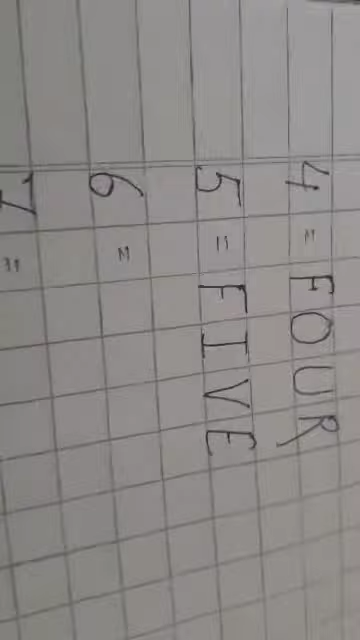 4 = FOUR
5 = FIVE
6 =
7 =